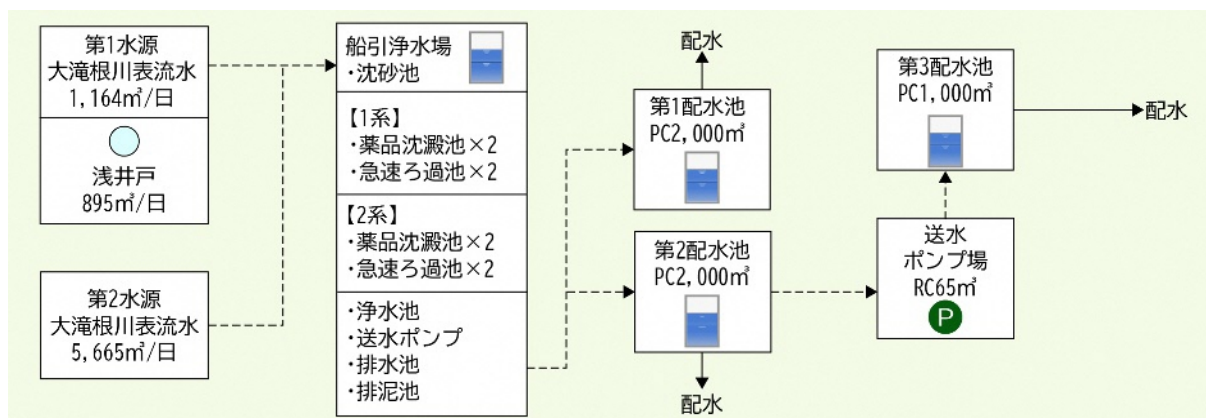 第1水源
大滝根川表流水
1,164㎥/日
浅井戸
895㎥/日
第2水源
大滝根川表流水
5,665㎥/日
船引浄水場
・沈砂池
【1系】
・薬品沈澱池×2
・急速ろ過池×2
【2系】
・薬品沈澱池×2
・急速ろ過池×2
・浄水池
・送水ポンプ
・排水池
・排泥池
配水
第1配水池
PC2,000㎥
第2配水池
PC2,000㎥
配水
第3配水池
PC1,000㎥
配水
送水
ポンプ場
RC65㎥
P